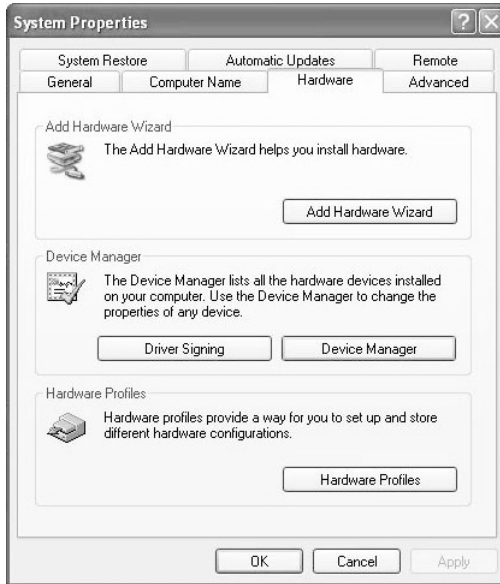 System Properties
System Restore Automatic Updates Remote
General Computer Name Hardware Advanced
Add Hardware Wizard
The Add Hardware Wizard helps you install hardware.
Add Hardware Wizard
Device Manager
The Device Manager lists all the hardware devices installed
on your computer. Use the Device Manager to change the
properties of any device.
Driver Signing Device Manager
Hardware Profiles
Hardware profiles provide a way for you to set up and store
different hardware configurations.
Hardware Profiles
OK Cancel Apply